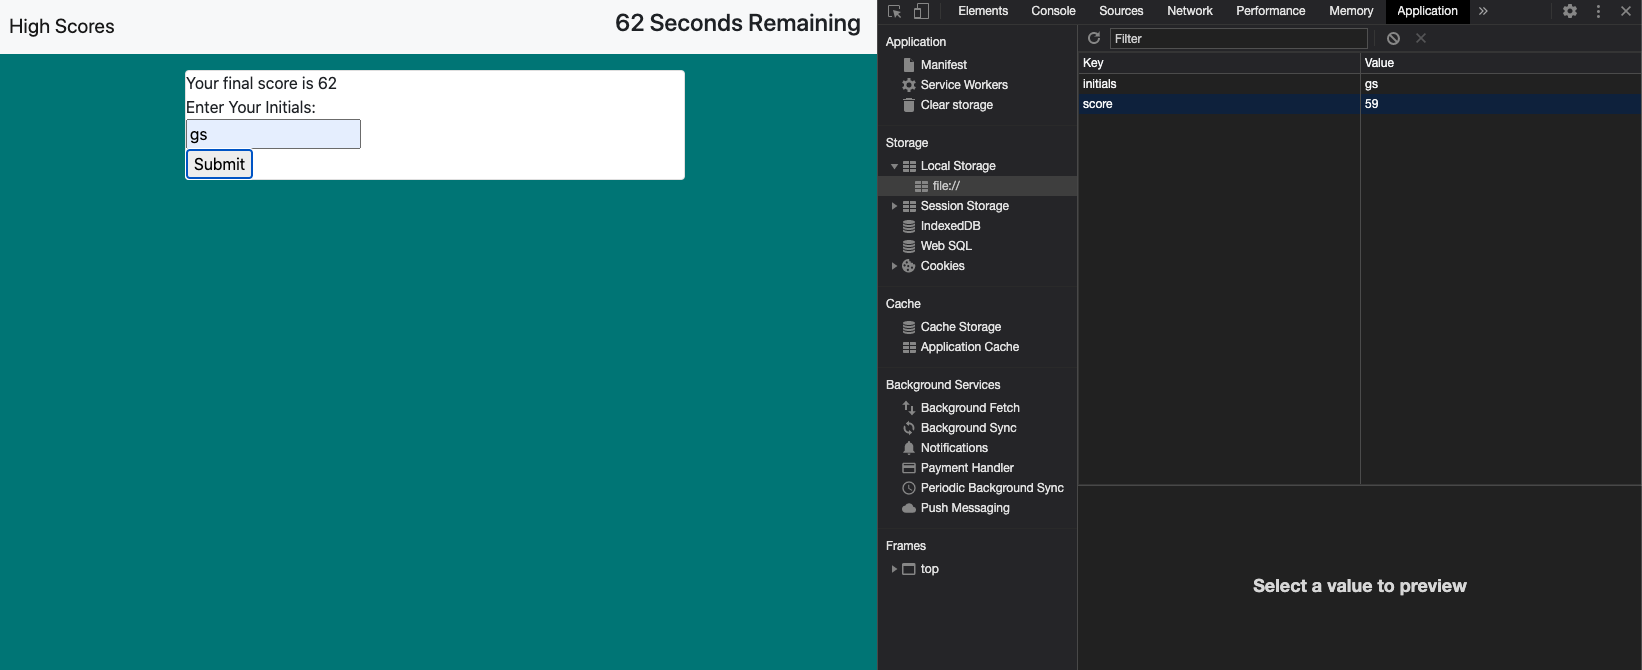 High Scores
62 Seconds Remaining
Your final score is 62
Enter Your Initials:
gs
Submit
Elements Console Sources Network Performance Memory Application »
Application
Manifest
Service Workers
Clear storage
Storage
Local Storage
file://
Session Storage
IndexedDB
Web SQL
Cookies
Cache
Cache Storage
Application Cache
Background Services
Background Fetch
Background Sync
Notifications
Payment Handler
Periodic Background Sync
Push Messaging
Frames
top
Filter
Key Value
initials gs
score 59
Select a value to preview